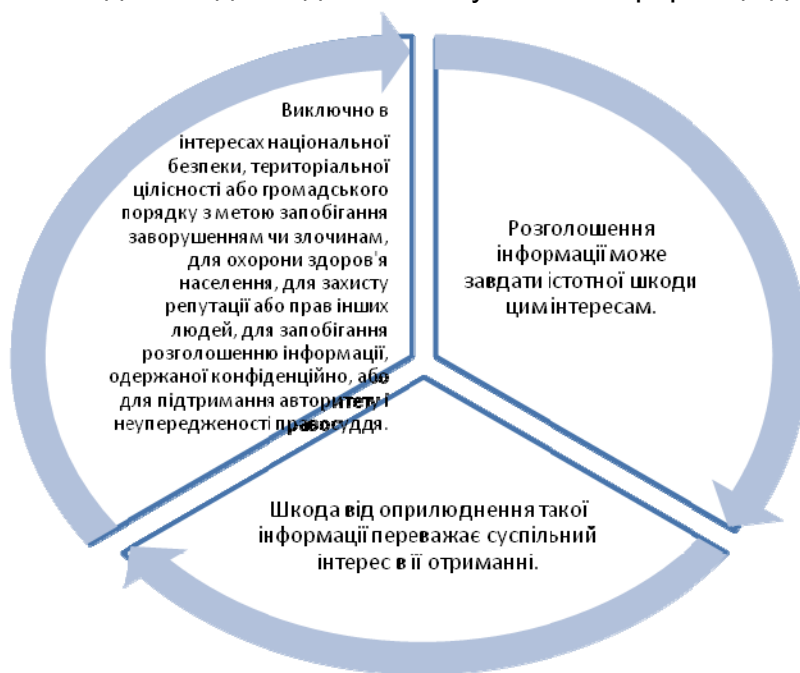 Виключно в
інтересах національної
безпеки, територіальної
цілісності або громадського
порядку з метою запобігання
заворушенням чи злочинам,
для охорони здоров'я
населення, для захисту
репутації або прав інших
людей, для запобігання
розголошенню інформації,
одержаної конфіденційно, або
для підтримання авторитету і
неупередженості правосуддя.
Розголошення
інформації може
завдати істотної шкоди
цим інтересам.
Шкода від оприлюднення такої
інформації переважає суспільний
інтерес в її отриманні.